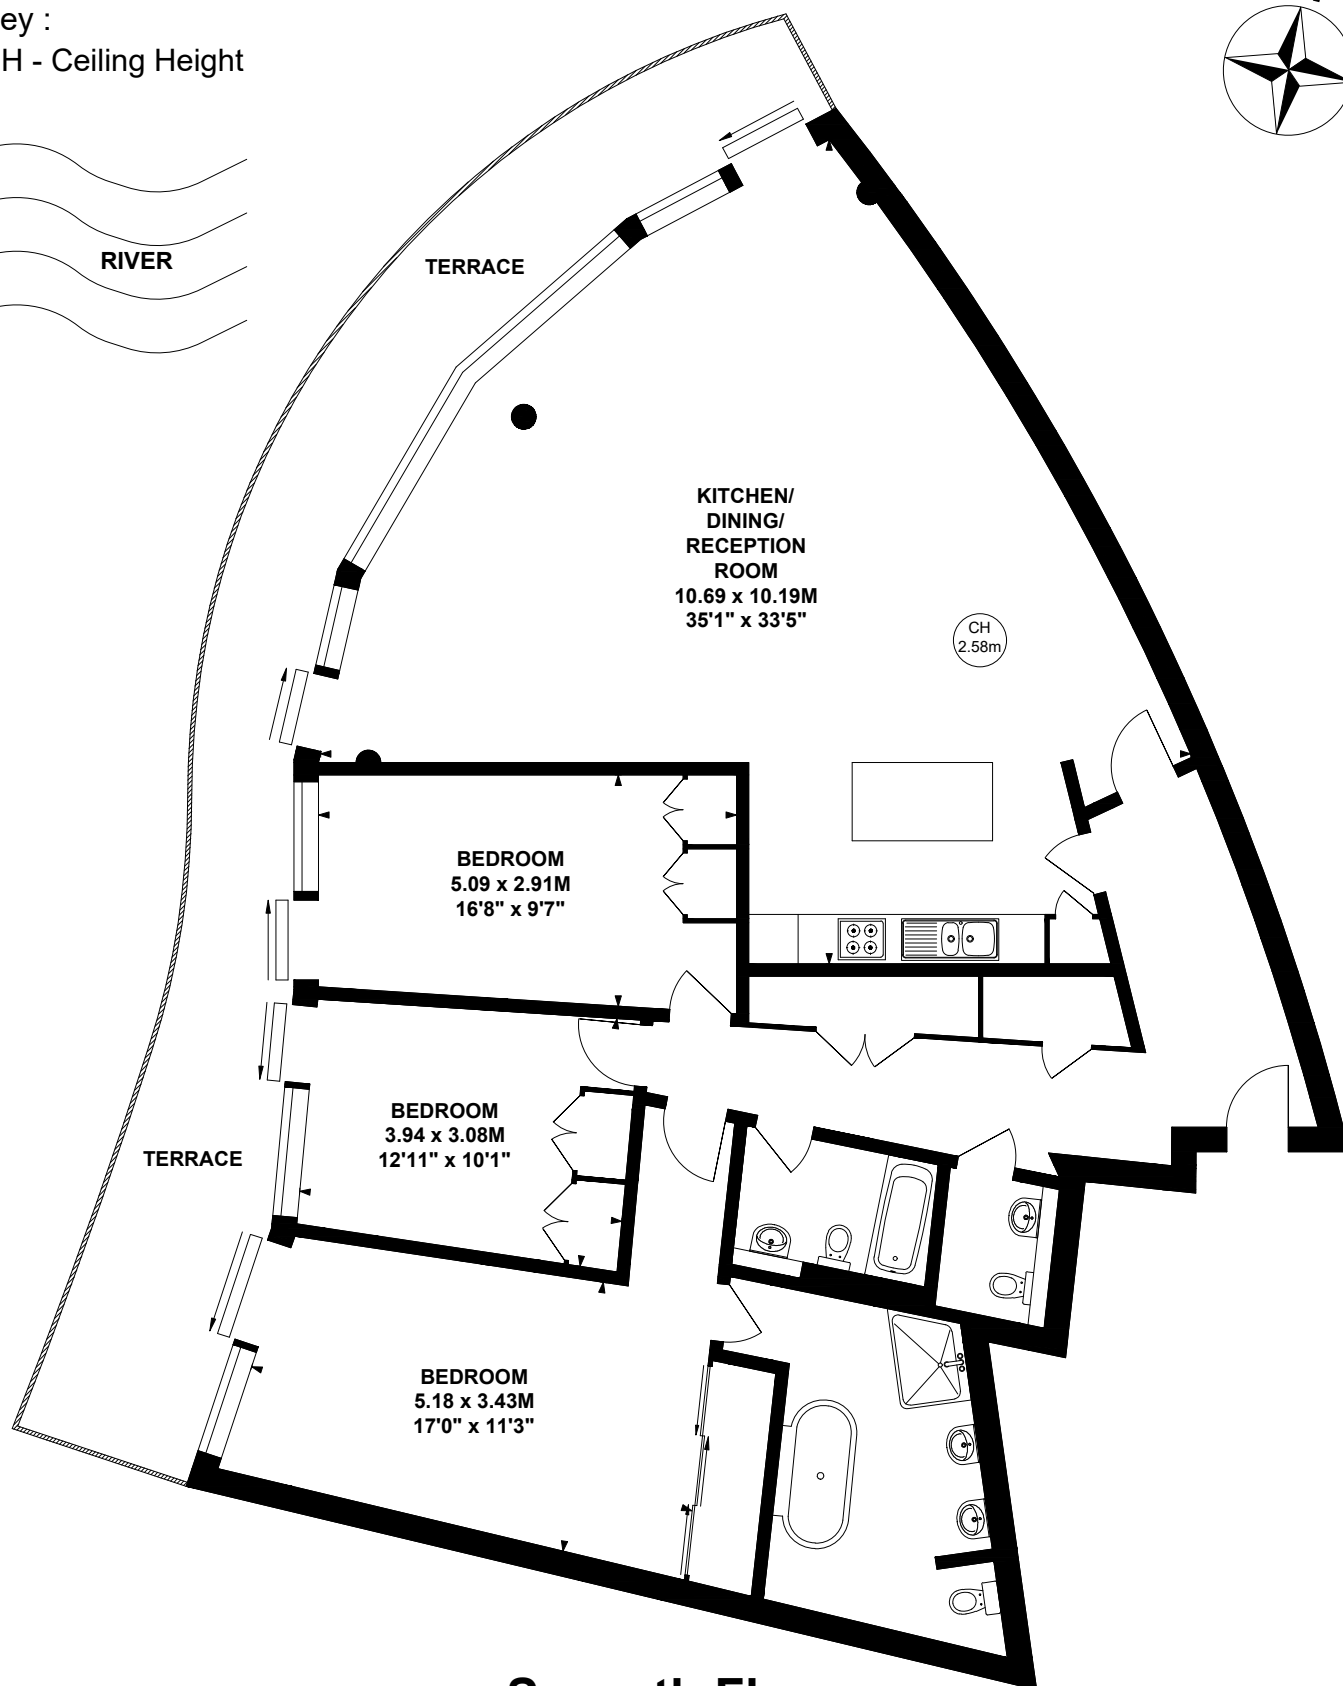 ey :
H - Ceiling Height
RIVER
TERRACE
KITCHEN/
DINING/
RECEPTION
ROOM
10.69 x 10.19M
35'1" x 33'5"
CH
2.58m
BEDROOM
5.09 x 2.91M
16'8" x 9'7"
BEDROOM
3.94 x 3.08M
12'11" x 10'1"
TERRACE
BEDROOM
5.18 x 3.43M
17'0" x 11'3"